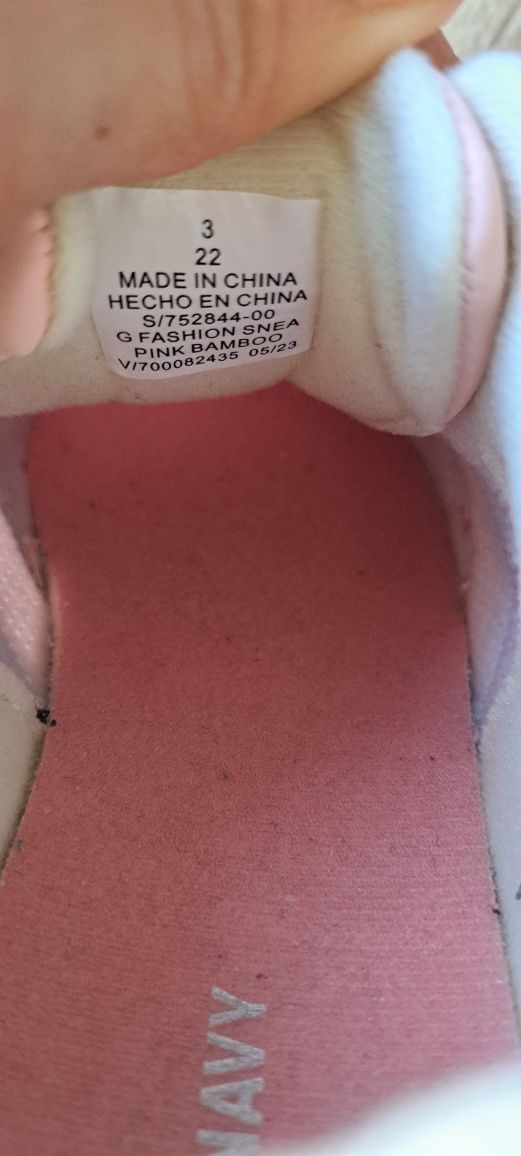 3
22
MADE IN CHINA
HECHO EN CHINA
S/752844-00
G FASHION SNEA
PINK BAMBOO
V/700082435 05/23
NAVY